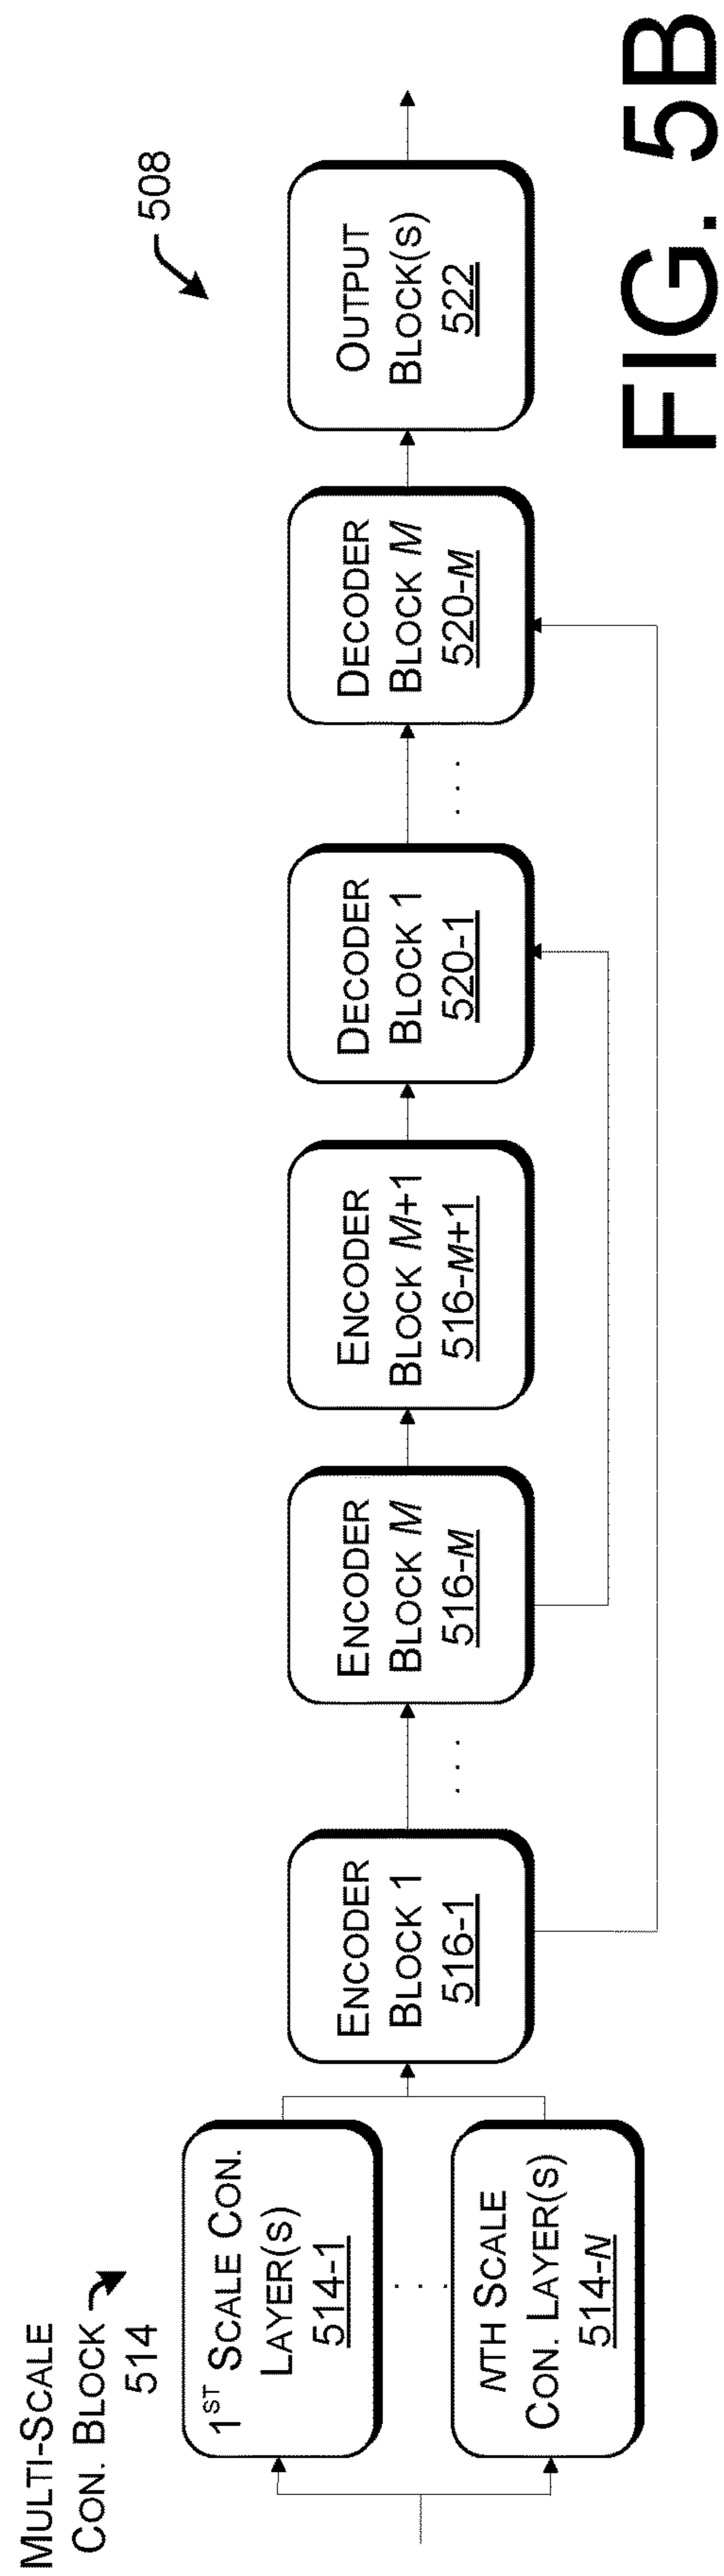 MULTI-SCALE
CON. BLOCK
514
1ST SCALE CON.
LAYER(S)
514-1
. . .
NTH SCALE
CON. LAYER(S)
514-N
ENCODER
BLOCK 1
516-1
. . .
ENCODER
BLOCK M
516-M
ENCODER
BLOCK M+1
516-M+1
DECODER
BLOCK 1
520-1
. . .
DECODER
BLOCK M
520-M
OUTPUT
BLOCK(S)
522
508
FIG. 5B